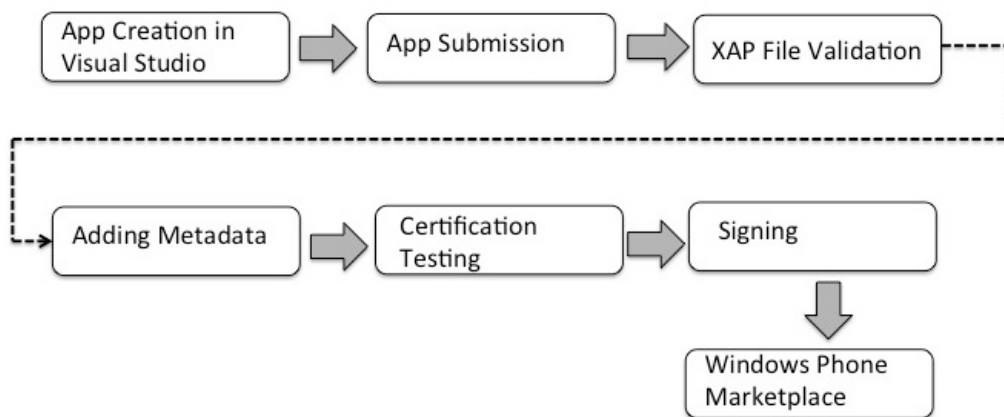 App Creation in
Visual Studio
App Submission
XAP File Validation
Adding Metadata
Certification
Testing
Signing
Windows Phone
Marketplace